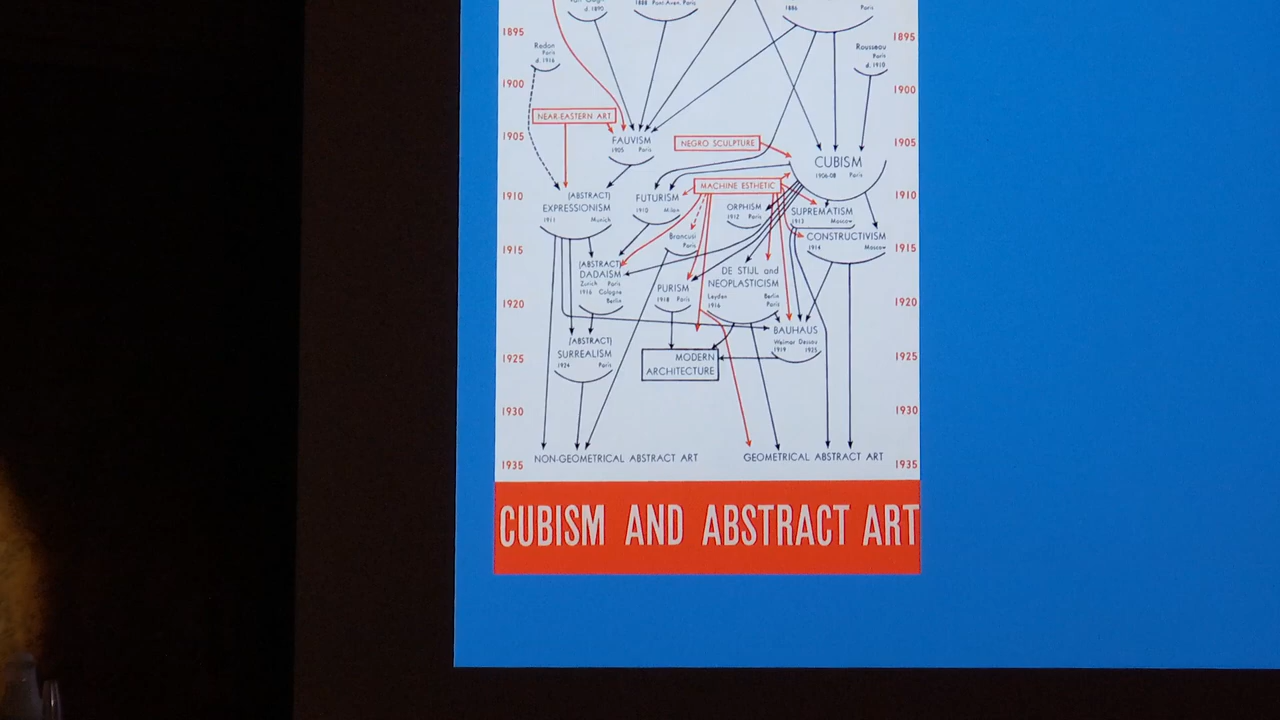 d. 1890
1888 Pont-Aven, Paris
1886 Paris
1895
1895
Redon
Paris
d. 1916
Rousseau
Paris
d. 1910
1900
1900
NEAR-EASTERN ART
1905
1905
FAUVISM
1905 Paris
NEGRO SCULPTURE
CUBISM
1906-08 Paris
MACHINE ESTHETIC
1910
1910
(ABSTRACT)
EXPRESSIONISM
1911 Munich
FUTURISM
1910 Milan
ORPHISM
1912 Paris
SUPREMATISM
1913 Moscow
Brancusi
Paris
CONSTRUCTIVISM
1914 Moscow
1915
1915
(ABSTRACT)
DADAISM
Zurich Paris
1916 Cologne
Berlin
PURISM
1918 Paris
DE STIJL and
NEOPLASTICISM
Leyden Berlin
1916 Paris
1920
1920
BAUHAUS
Weimar Dessau
1919 1925
(ABSTRACT)
SURREALISM
1924 Paris
MODERN
ARCHITECTURE
1925
1925
1930
1930
NON-GEOMETRICAL ABSTRACT ART
GEOMETRICAL ABSTRACT ART
1935
1935
CUBISM AND ABSTRACT ART